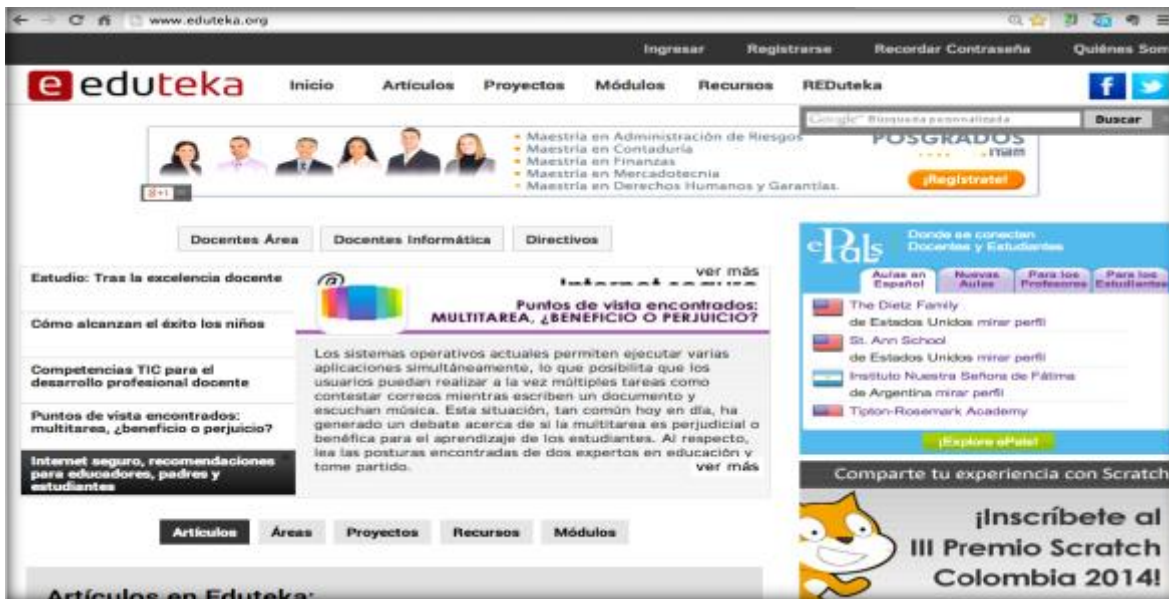 www.eduteka.org
Ingresar Registrarse Recordar Contraseña Quiénes Som
e eduteka
Inicio Artículos Proyectos Módulos Recursos REDuteka
Google Búsqueda personalizada Buscar
• Maestría en Administración de Riesgos
• Maestría en Contaduría
• Maestría en Finanzas
• Maestría en Mercadotecnia
• Maestría en Derechos Humanos y Garantías.
POSGRADOS
¡Regístrate!
g+1
Docentes Área Docentes Informática Directivos
Estudio: Tras la excelencia docente
Cómo alcanzan el éxito los niños
Competencias TIC para el
desarrollo profesional docente
Puntos de vista encontrados:
multitarea, ¿beneficio o perjuicio?
Internet seguro, recomendaciones
para educadores, padres y
estudiantes
ver más
Puntos de vista encontrados:
MULTITAREA, ¿BENEFICIO O PERJUICIO?
Los sistemas operativos actuales permiten ejecutar varias
aplicaciones simultáneamente, lo que posibilita que los
usuarios puedan realizar a la vez múltiples tareas como
contestar correos mientras escriben un documento y
escuchan música. Esta situación, tan común hoy en día, ha
generado un debate acerca de si la multitarea es perjudicial o
benéfica para el aprendizaje de los estudiantes. Al respecto,
lea las posturas encontradas de dos expertos en educación y
tome partido.
ver más
ePals
Donde se conectan
Docentes y Estudiantes
Aulas en Español
Nuevas Aulas
Para los Profesores
Para los Estudiantes
The Dietz Family
de Estados Unidos mirar perfil
St. Ann School
de Estados Unidos mirar perfil
Instituto Nuestra Señora de Fátima
de Argentina mirar perfil
Tipton-Rosemark Academy
¡Explore ePals!
Comparte tu experiencia con Scratch
¡Inscríbete al
III Premio Scratch
Colombia 2014!
Artículos Áreas Proyectos Recursos Módulos
Artículos en Eduteka: